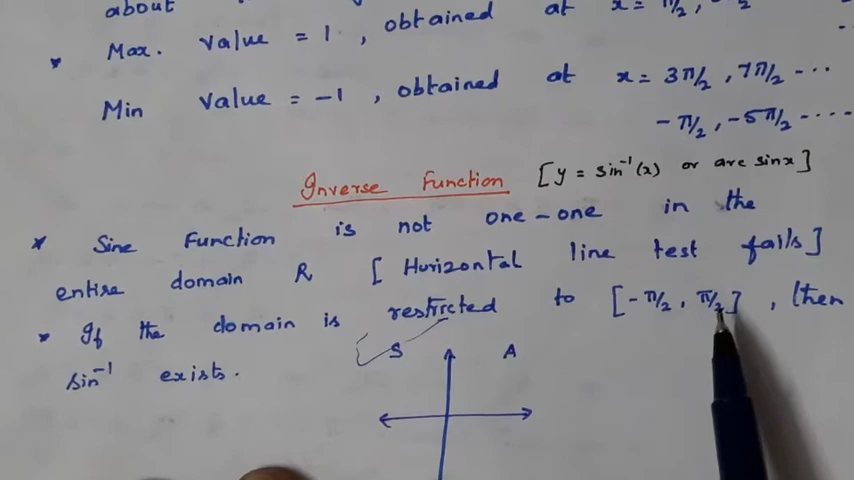 about
* Max. value = 1 , obtained at x = π/2 ,
Min value = -1 , obtained at x = 3π/2 , 7π/2 ...
-π/2 , -5π/2 ....
Inverse Function [y = sin⁻¹(x) or arc sinx]
* Sine Function is not one-one in the
entire domain R [Horizontal line test fails]
* If the domain is restricted to [-π/2 , π/2] , then
sin⁻¹ exists.
S A